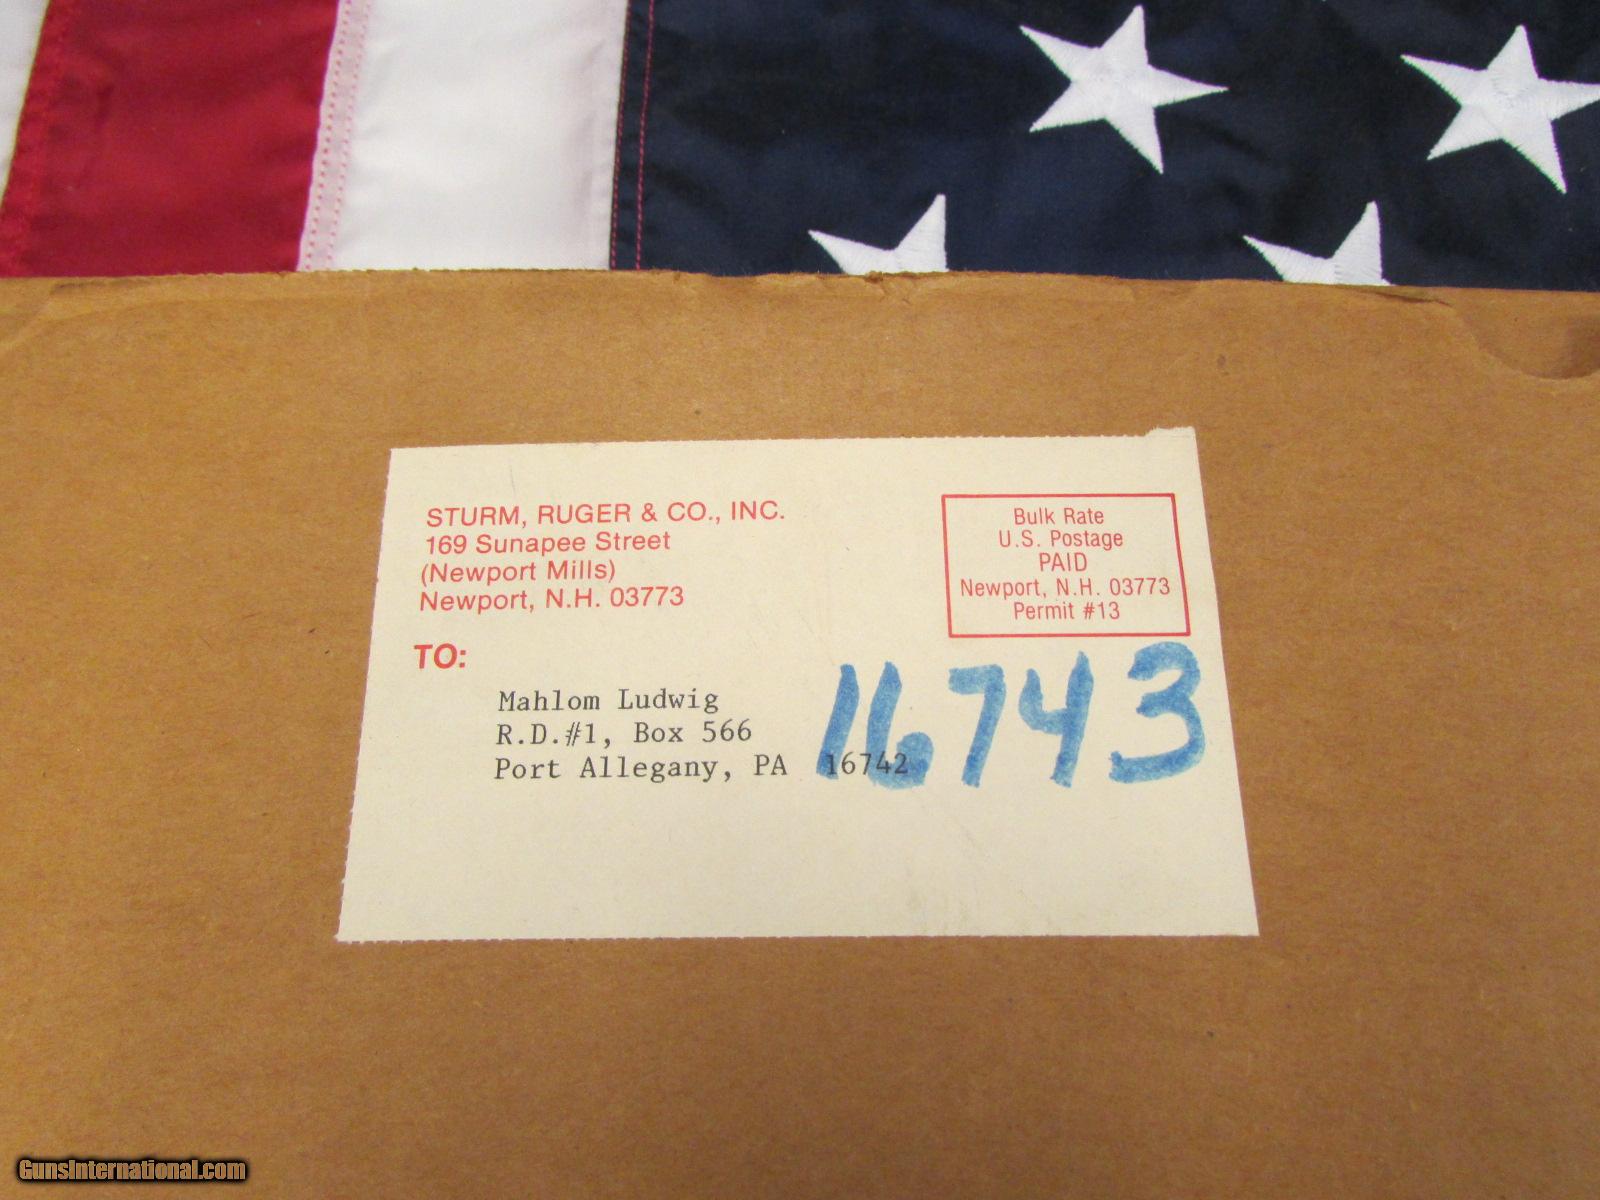 STURM, RUGER & CO., INC.
169 Sunapee Street
(Newport Mills)
Newport, N.H. 03773
Bulk Rate
U.S. Postage
PAID
Newport, N.H. 03773
Permit #13
TO:
Mahlom Ludwig
R.D.#1, Box 566
Port Allegany, PA 16742
16743
GunsInternational.com